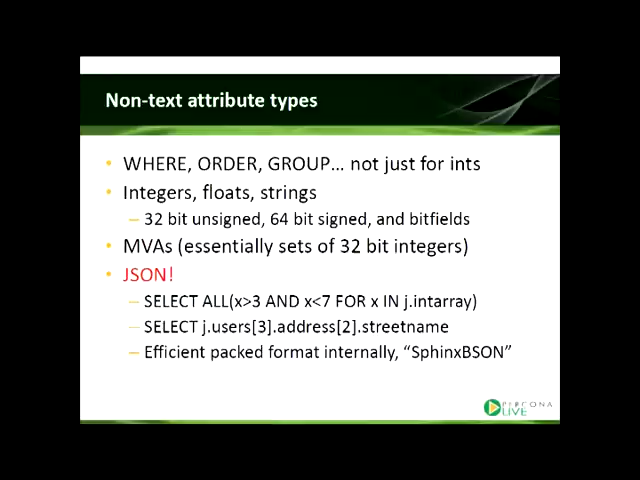 Non-text attribute types
• WHERE, ORDER, GROUP… not just for ints
• Integers, floats, strings
– 32 bit unsigned, 64 bit signed, and bitfields
• MVAs (essentially sets of 32 bit integers)
• JSON!
– SELECT ALL(x>3 AND x<7 FOR x IN j.intarray)
– SELECT j.users[3].address[2].streetname
– Efficient packed format internally, “SphinxBSON”
PERCONA
LIVE